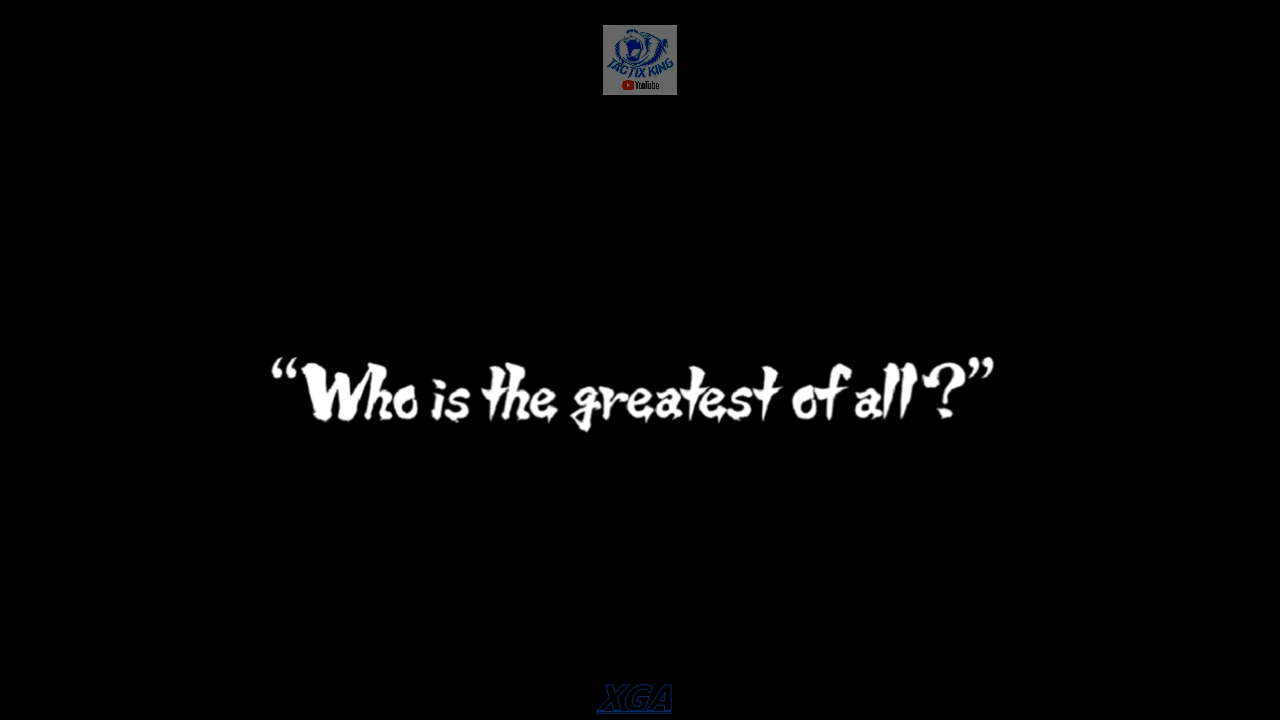 TACTIX KING
YouTube
“Who is the greatest of all?”
XGA